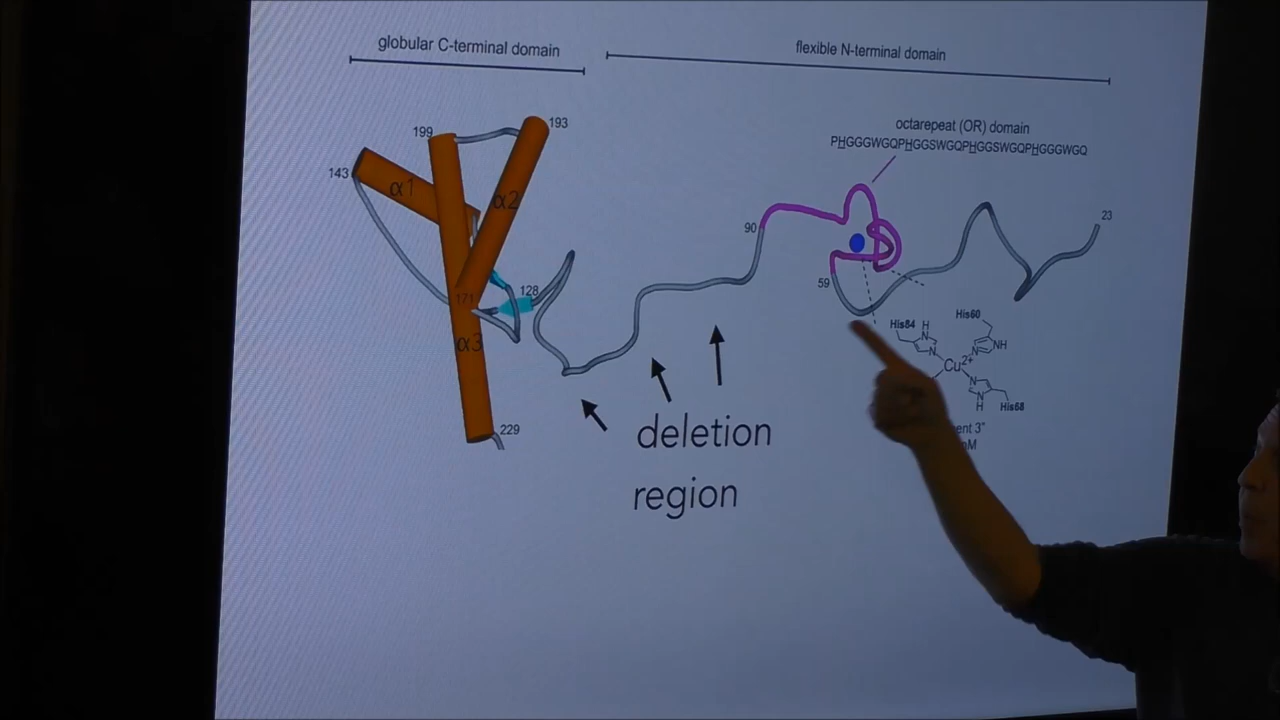 globular C-terminal domain
flexible N-terminal domain
octarepeat (OR) domain
PHGGGWGQPHGGSWGQPHGGSWGQPHGGGWGQ
199
193
143
α1
α2
90
23
59
171
128
α3
229
His84
H
N
N
His60
N
NH
Cu2+
N
N
H
His68
deletion
region